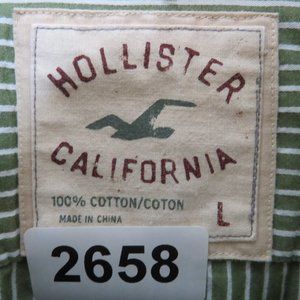 HOLLISTER
CALIFORNIA
100% COTTON/COTON
MADE IN CHINA
L
2658